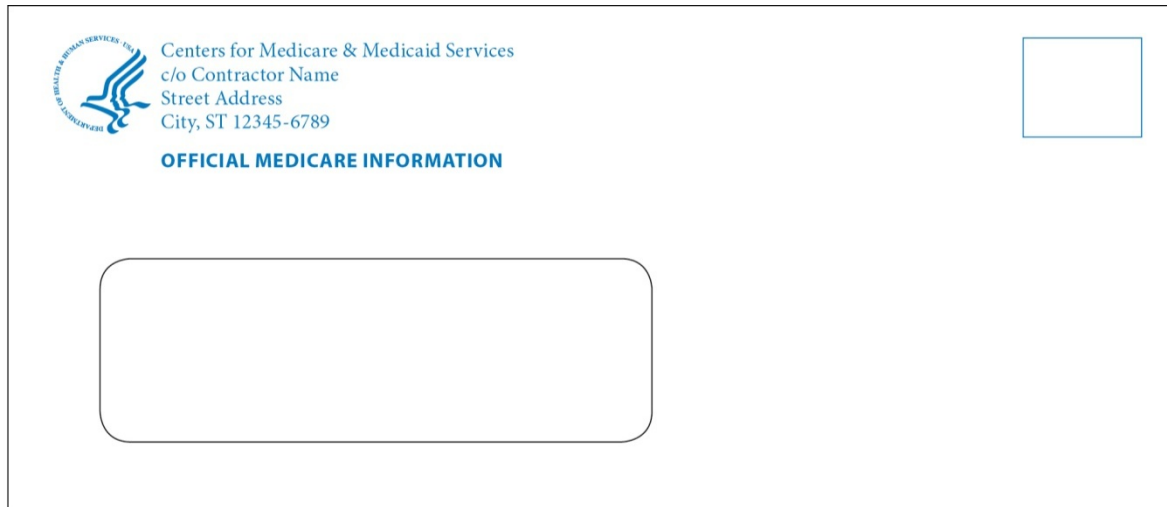 DEPARTMENT OF HEALTH & HUMAN SERVICES · USA
Centers for Medicare & Medicaid Services
c/o Contractor Name
Street Address
City, ST 12345-6789
OFFICIAL MEDICARE INFORMATION